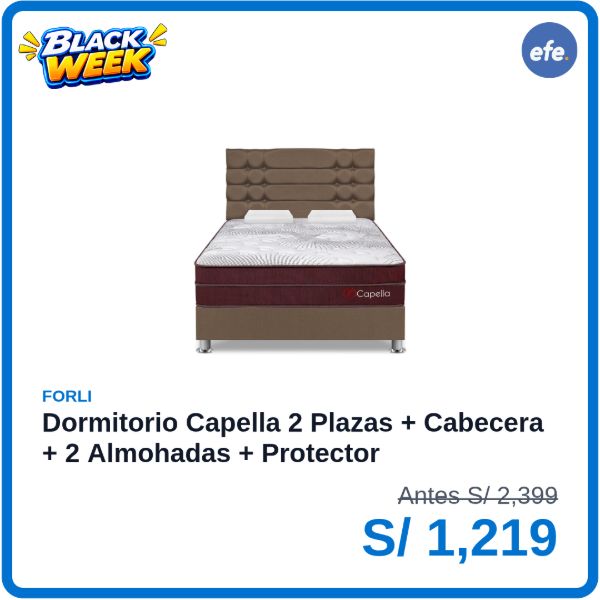 BLACK
WEEK
efe.
Capella
FORLI
Dormitorio Capella 2 Plazas + Cabecera
+ 2 Almohadas + Protector
Antes S/ 2,399
S/ 1,219